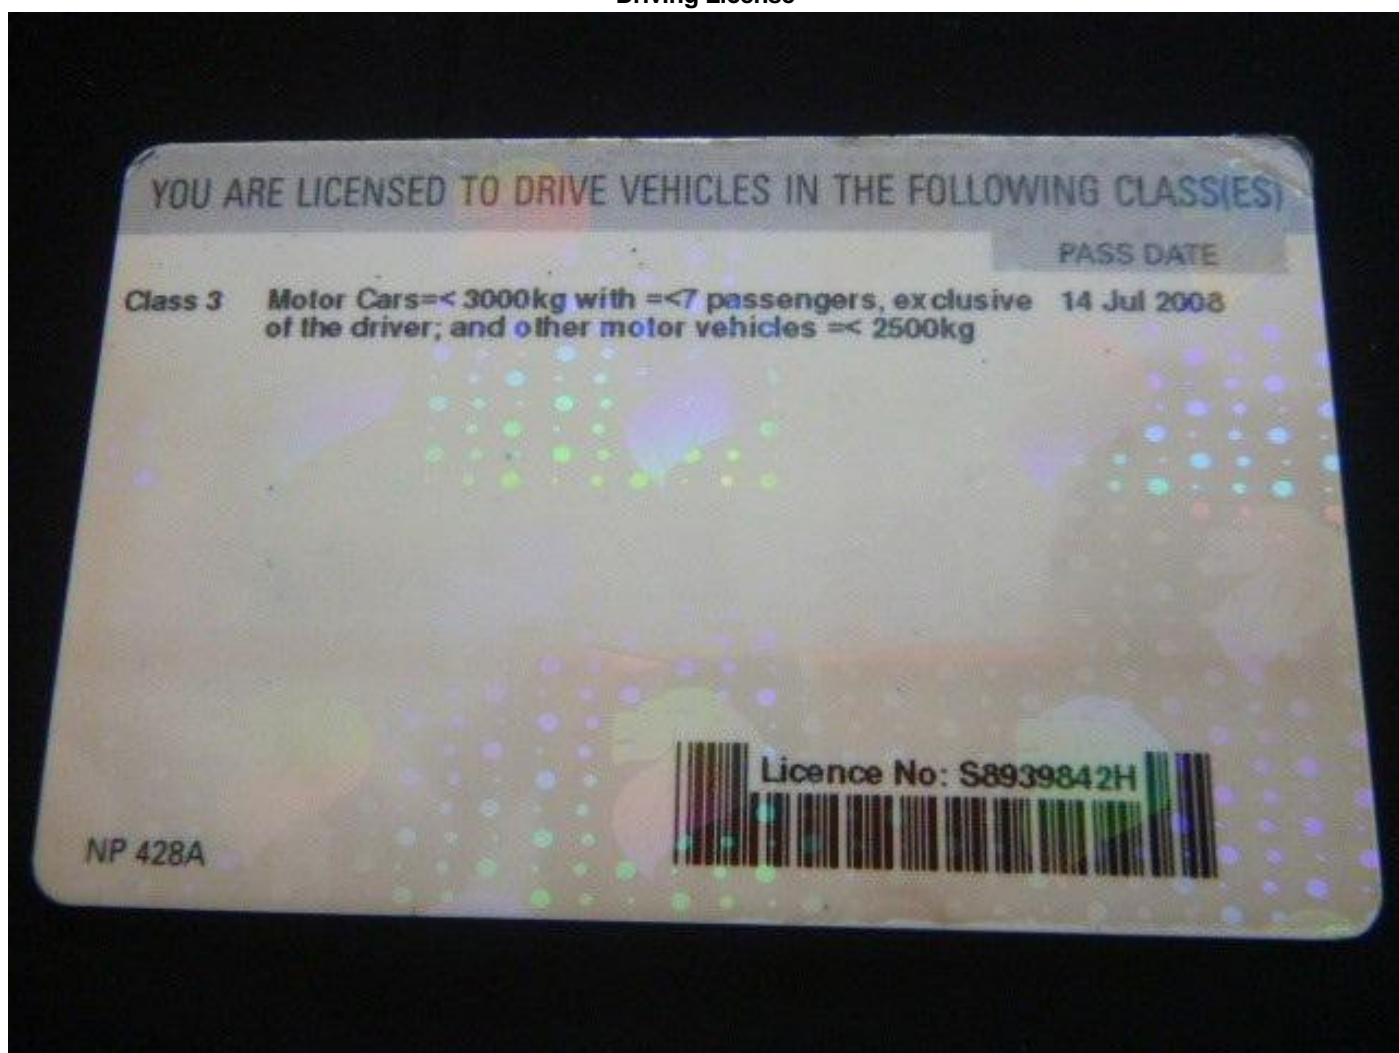 Driving License
YOU ARE LICENSED TO DRIVE VEHICLES IN THE FOLLOWING CLASS(ES)
PASS DATE
Class 3 Motor Cars=< 3000kg with =<7 passengers, exclusive 14 Jul 2008
of the driver; and other motor vehicles =< 2500kg
Licence No: S8939842H
NP 428A